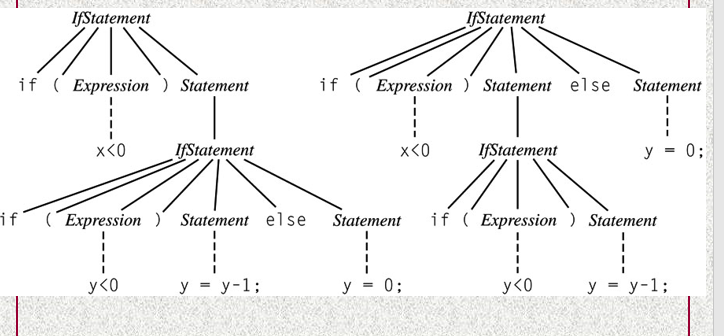 IfStatement IfStatement
if ( Expression ) Statement if ( Expression ) Statement else Statement
x<0 IfStatement x<0 IfStatement y = 0;
if ( Expression ) Statement else Statement if ( Expression ) Statement
y<0 y = y-1; y = 0; y<0 y = y-1;